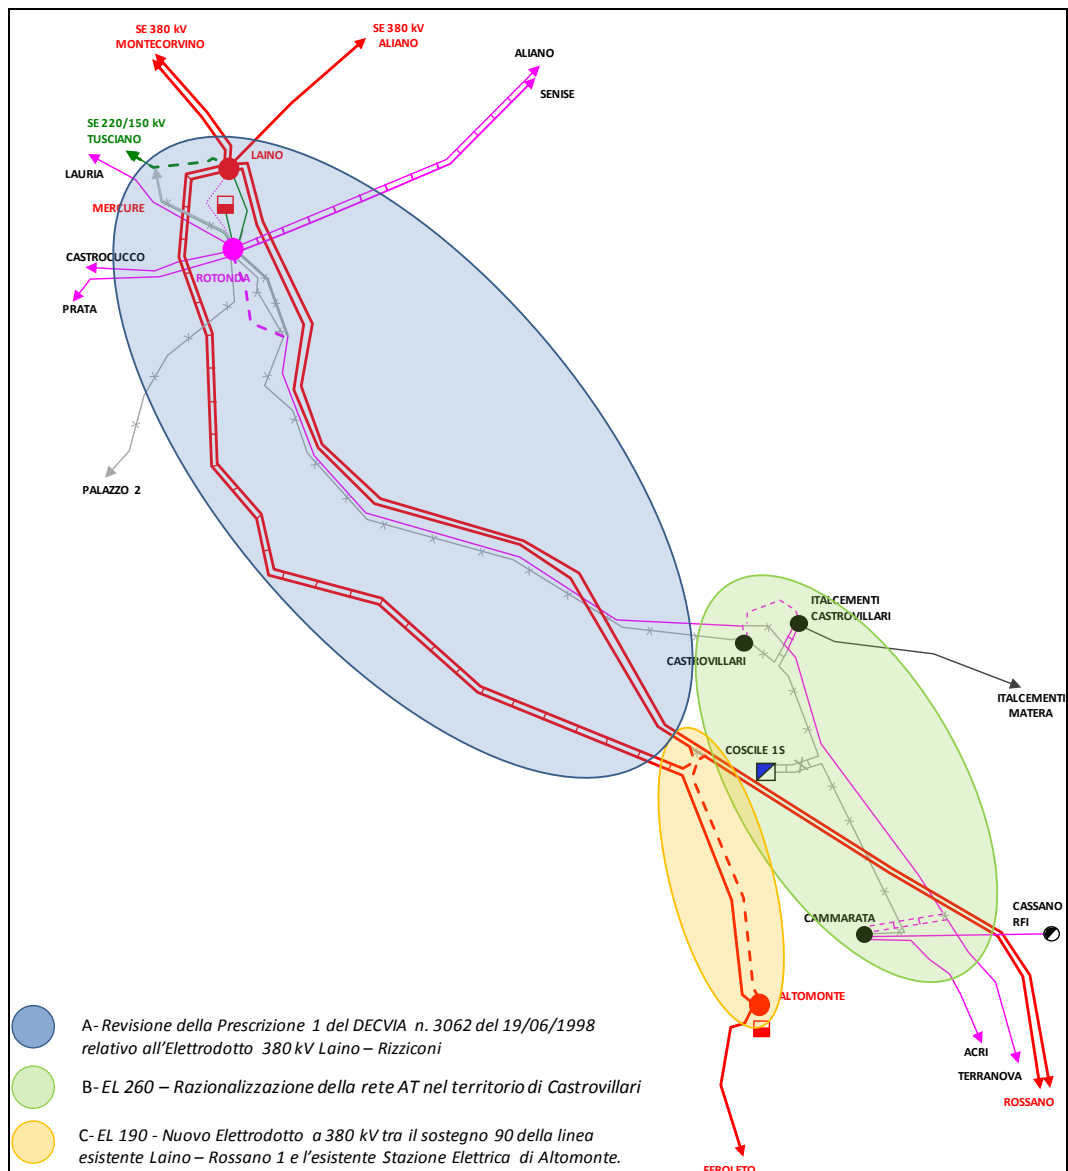 SE 380 kV
MONTECORVINO
SE 380 kV
ALIANO
ALIANO
SENISE
SE 220/150 kV
TUSCIANO
LAURIA
LAINO
MERCURE
CASTROCUCCO
ROTONDA
PRATA
PALAZZO 2
ITALCEMENTI
CASTROVILLARI
CASTROVILLARI
ITALCEMENTI
MATERA
COSCILE 1S
CAMMARATA
CASSANO
RFI
ALTOMONTE
ACRI
TERRANOVA
ROSSANO
A- Revisione della Prescrizione 1 del DECVIA n. 3062 del 19/06/1998
relativo all'Elettrodotto 380 kV Laino – Rizziconi
B- EL 260 – Razionalizzazione della rete AT nel territorio di Castrovillari
C- EL 190 - Nuovo Elettrodotto a 380 kV tra il sostegno 90 della linea
esistente Laino – Rossano 1 e l'esistente Stazione Elettrica di Altomonte.
FEROLETO